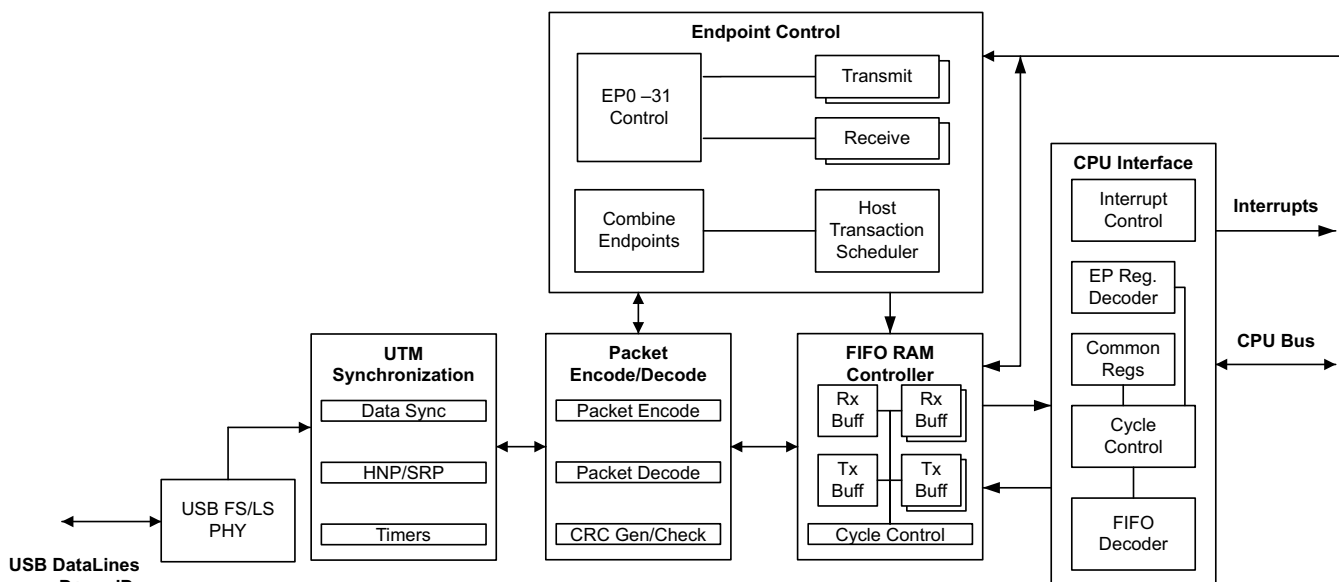 Endpoint Control
EP0 –31
Control
Transmit
Receive
Combine
Endpoints
Host
Transaction
Scheduler
CPU Interface
Interrupt
Control
EP Reg.
Decoder
Common
Regs
Cycle
Control
FIFO
Decoder
Interrupts
CPU Bus
UTM
Synchronization
Data Sync
HNP/SRP
Timers
Packet
Encode/Decode
Packet Encode
Packet Decode
CRC Gen/Check
FIFO RAM
Controller
Rx
Buff
Rx
Buff
Tx
Buff
Tx
Buff
Cycle Control
USB FS/LS
PHY
USB DataLines